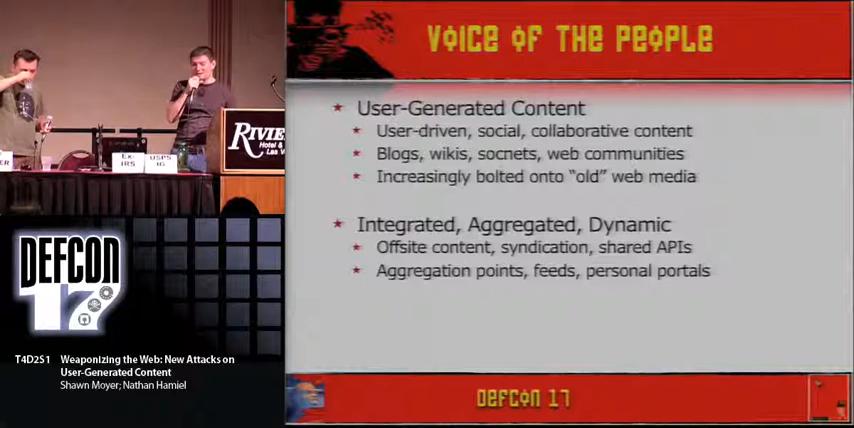 VOICE OF THE PEOPLE
User-Generated Content
User-driven, social, collaborative content
Blogs, wikis, socnets, web communities
Increasingly bolted onto "old" web media
Integrated, Aggregated, Dynamic
Offsite content, syndication, shared APIs
Aggregation points, feeds, personal portals
DEFCON 17
Ex-
IRS
USPS
IG
Hotel &
Las V
DEFCON
17
T4D2S1 Weaponizing the Web: New Attacks on
User-Generated Content
Shawn Moyer; Nathan Hamiel